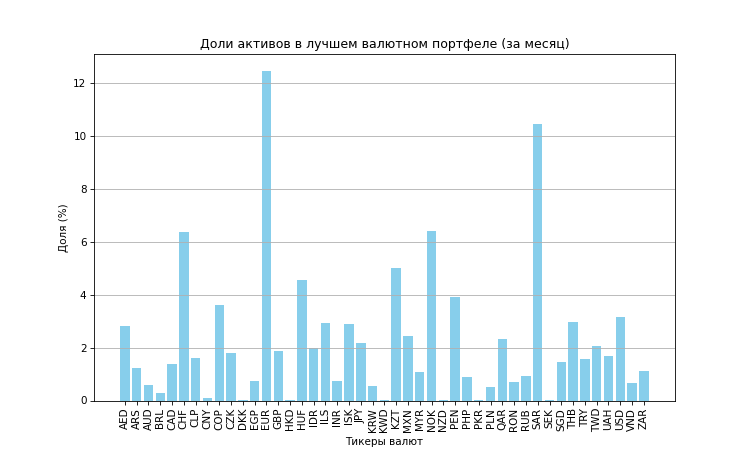 Доли активов в лучшем валютном портфеле (за месяц)
Доля (%)
12
10
8
6
4
2
0
AED ARS AUD BRL CAD CHF CLP CNY COP CZK DKK EGP EUR GBP HKD HUF IDR ILS INR ISK JPY KRW KWD KZT MXN MYR NOK NZD PEN PHP PKR PLN QAR RON RUB SAR SEK SGD THB TRY TWD UAH USD VND ZAR
Тикеры валют